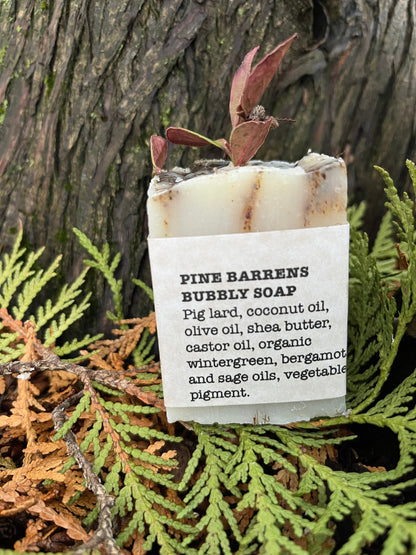 PINE BARRENS
BUBBLY SOAP
Pig lard, coconut oil,
olive oil, shea butter,
castor oil, organic
wintergreen, bergamot
and sage oils, vegetable
pigment.